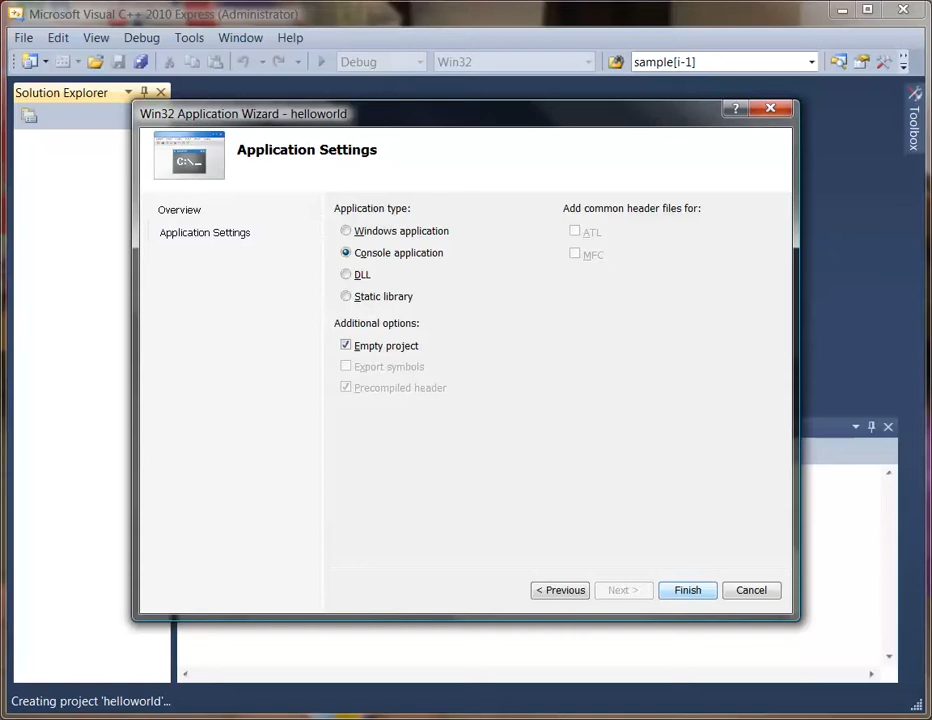 Microsoft Visual C++ 2010 Express (Administrator)
File Edit View Debug Tools Window Help
Debug Win32 sample[i-1]
Solution Explorer
Toolbox
Win32 Application Wizard - helloworld
C:\_
Application Settings
Overview
Application Settings
Application type:
Windows application
Console application
DLL
Static library
Additional options:
Empty project
Export symbols
Precompiled header
Add common header files for:
ATL
MFC
< Previous Next > Finish Cancel
Creating project 'helloworld'...